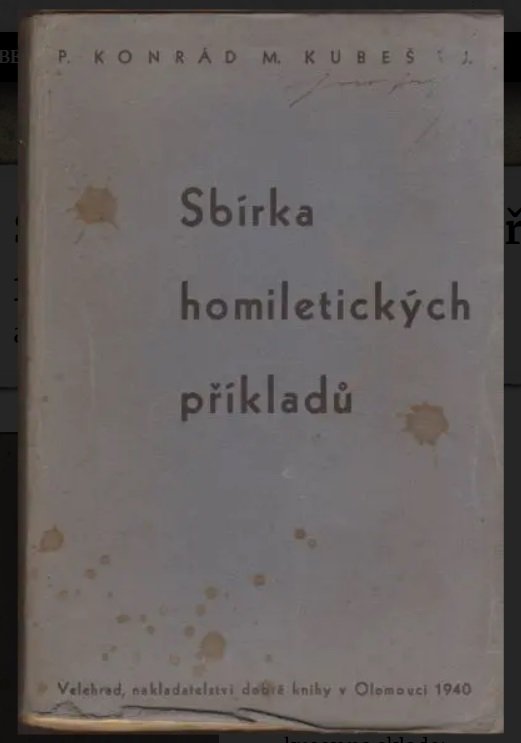 P. KONRÁD M. KUBEŠ T. J.
Sbírka
homiletických
příkladů
Velehrad, nakladatelství dobré knihy v Olomouci 1940